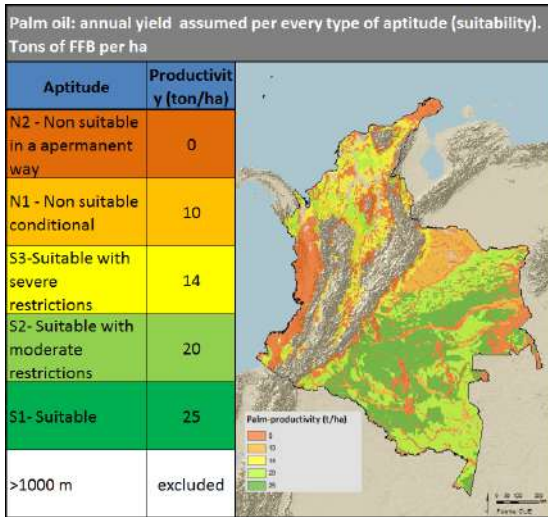 Palm oil: annual yield assumed per every type of aptitude (suitability).
Tons of FFB per ha
Aptitude
Productivit
y (ton/ha)
N2 - Non suitable
in a apermanent
way
0
N1 - Non suitable
conditional
10
S3-Suitable with
severe
restrictions
14
S2- Suitable with
moderate
restrictions
20
S1- Suitable
25
>1000 m
excluded
Palm-productivity (t/ha)
10
14
20
25